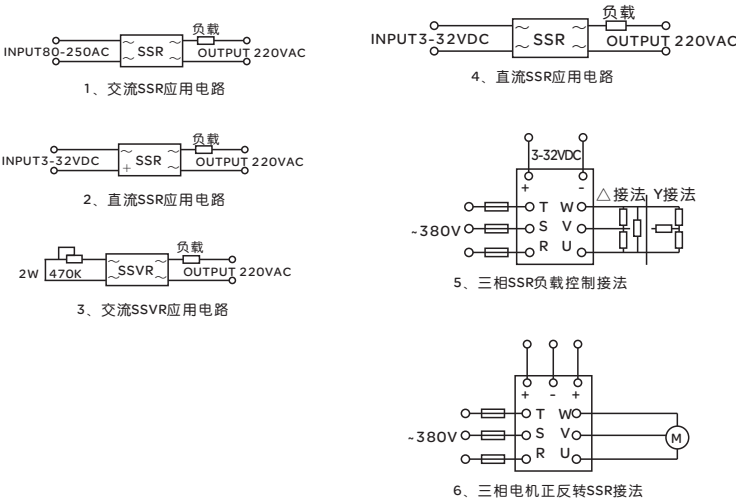 负载
INPUT80-250AC
~ ~
SSR
~ ~
OUTPUT 220VAC
1、交流SSR应用电路
负载
INPUT3-32VDC
- ~
SSR
+ ~
OUTPUT 220VAC
2、直流SSR应用电路
负载
2W 470K
~ ~
SSVR
~ ~
OUTPUT 220VAC
3、交流SSVR应用电路
负载
INPUT3-32VDC
~ ~
SSR
~ ~
OUTPUT 220VAC
4、直流SSR应用电路
3-32VDC
+ -
△接法 Y接法
T W
~380V S V
R U
5、三相SSR负载控制接法
+ - +
T W
~380V S V M
R U
6、三相电机正反转SSR接法